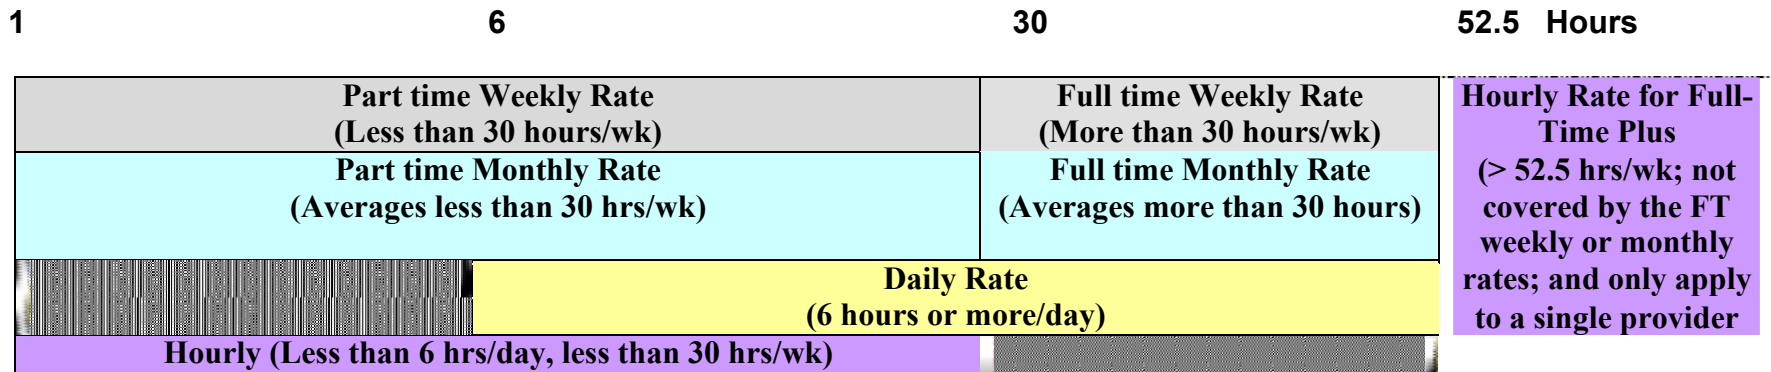 1 6 30 52.5 Hours
Part time Weekly Rate
(Less than 30 hours/wk)
Full time Weekly Rate
(More than 30 hours/wk)
Hourly Rate for Full-
Time Plus
(> 52.5 hrs/wk; not
covered by the FT
weekly or monthly
rates; and only apply
to a single provider
Part time Monthly Rate
(Averages less than 30 hrs/wk)
Full time Monthly Rate
(Averages more than 30 hours)
Daily Rate
(6 hours or more/day)
Hourly (Less than 6 hrs/day, less than 30 hrs/wk)